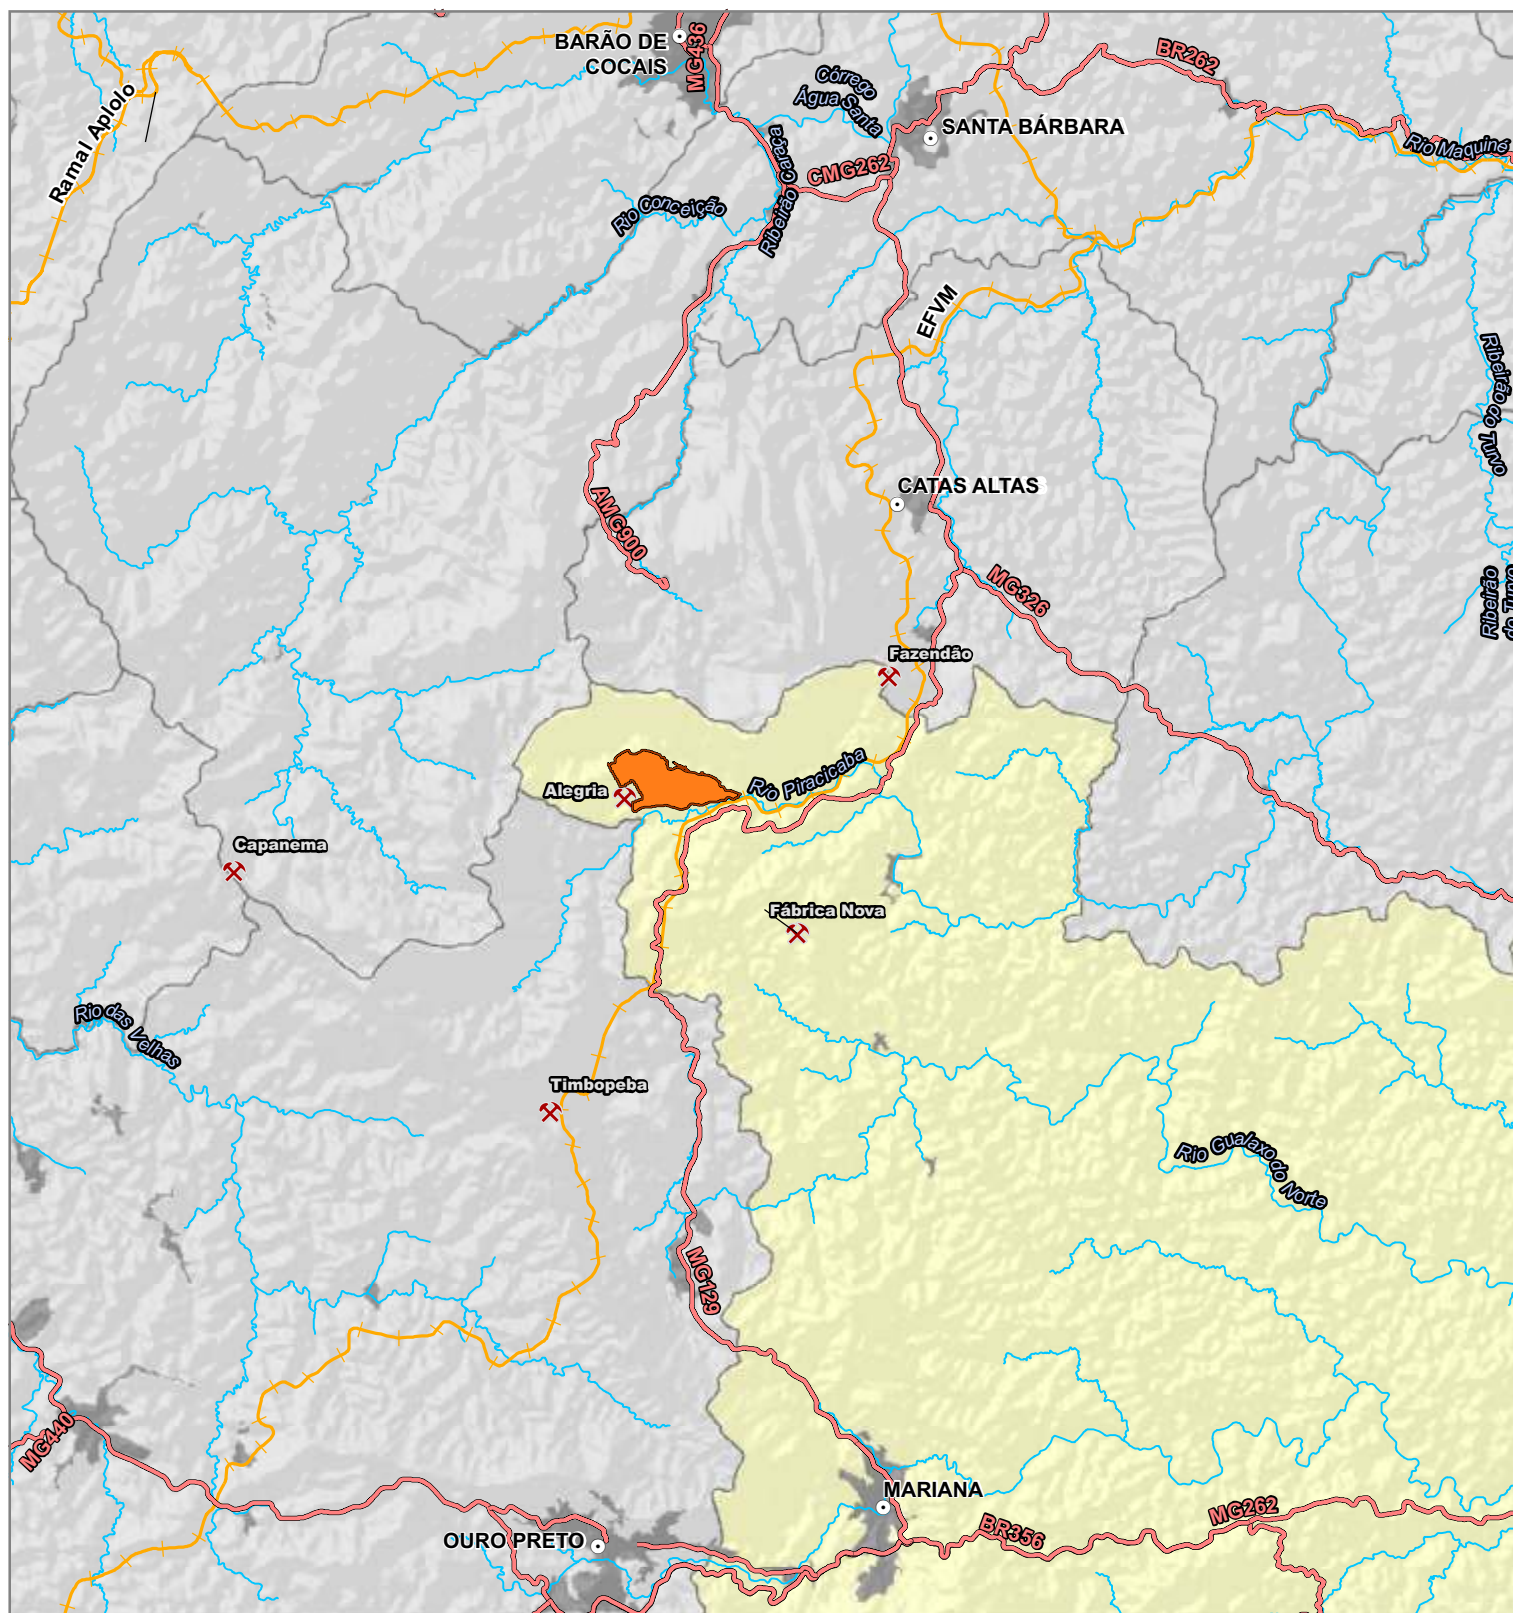 BARÃO DE
COCAIS
MG436
BR262
Córrego
Água Santa
SANTA BÁRBARA
Ramal Aplolo
Rio Maquiné
CMG262
Ribeirão Caraça
Rio Conceição
EFVM
Ribeirão do Turvo
CATAS ALTAS
AMG900
MG326
Ribeirão
do Turvo
Fazendão
Rio Piracicaba
Alegria
Capanema
Fábrica Nova
Rio das Velhas
Timbopeba
Rio Gualaxo do Norte
MG129
MG440
MARIANA
MG262
BR356
OURO PRETO